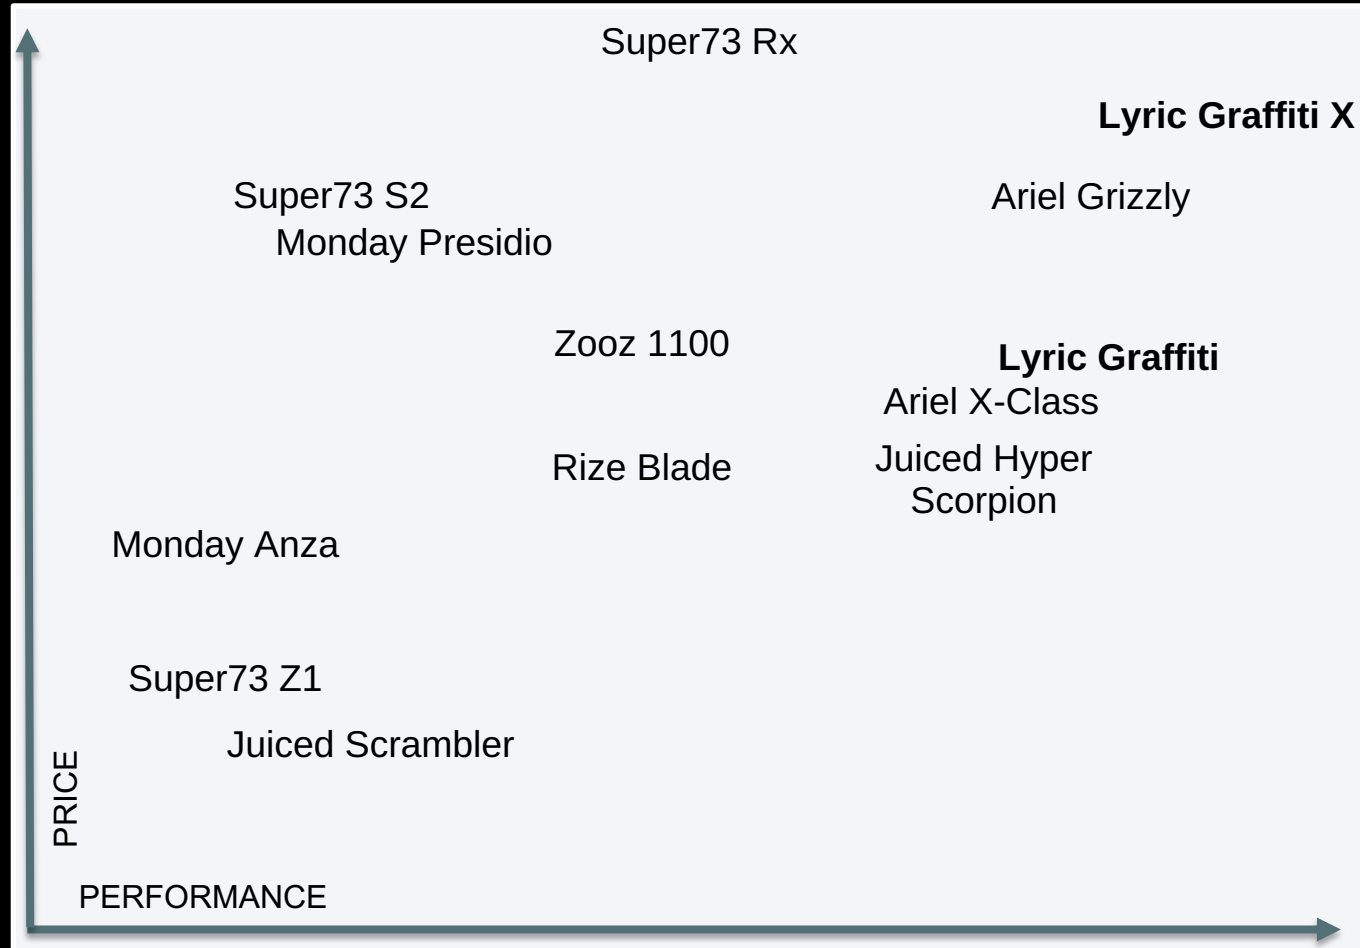 Super73 Rx
Lyric Graffiti X
Super73 S2
Ariel Grizzly
Monday Presidio
Zooz 1100
Lyric Graffiti
Ariel X-Class
Rize Blade
Juiced Hyper
Scorpion
Monday Anza
Super73 Z1
Juiced Scrambler
PRICE
PERFORMANCE